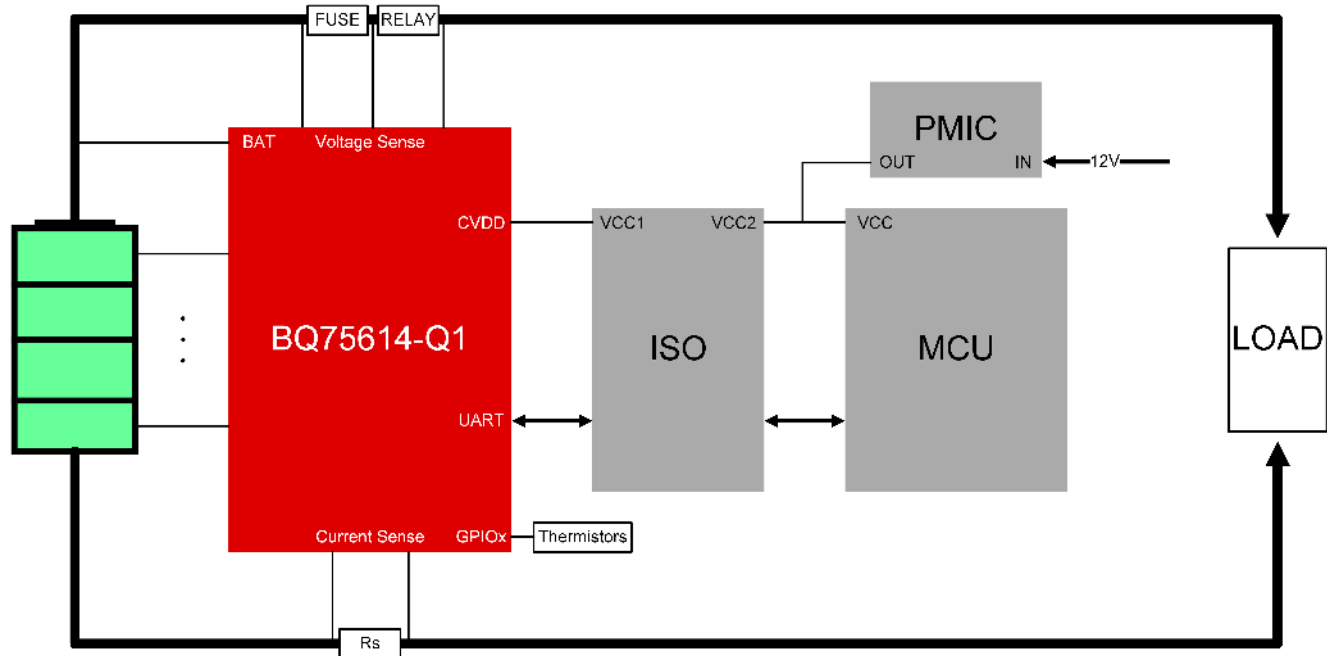 FUSE RELAY
BAT Voltage Sense
PMIC
OUT IN 12V
CVDD VCC1 VCC2 VCC
BQ75614-Q1 ISO MCU LOAD
UART
Current Sense GPIOx Thermistors
Rs